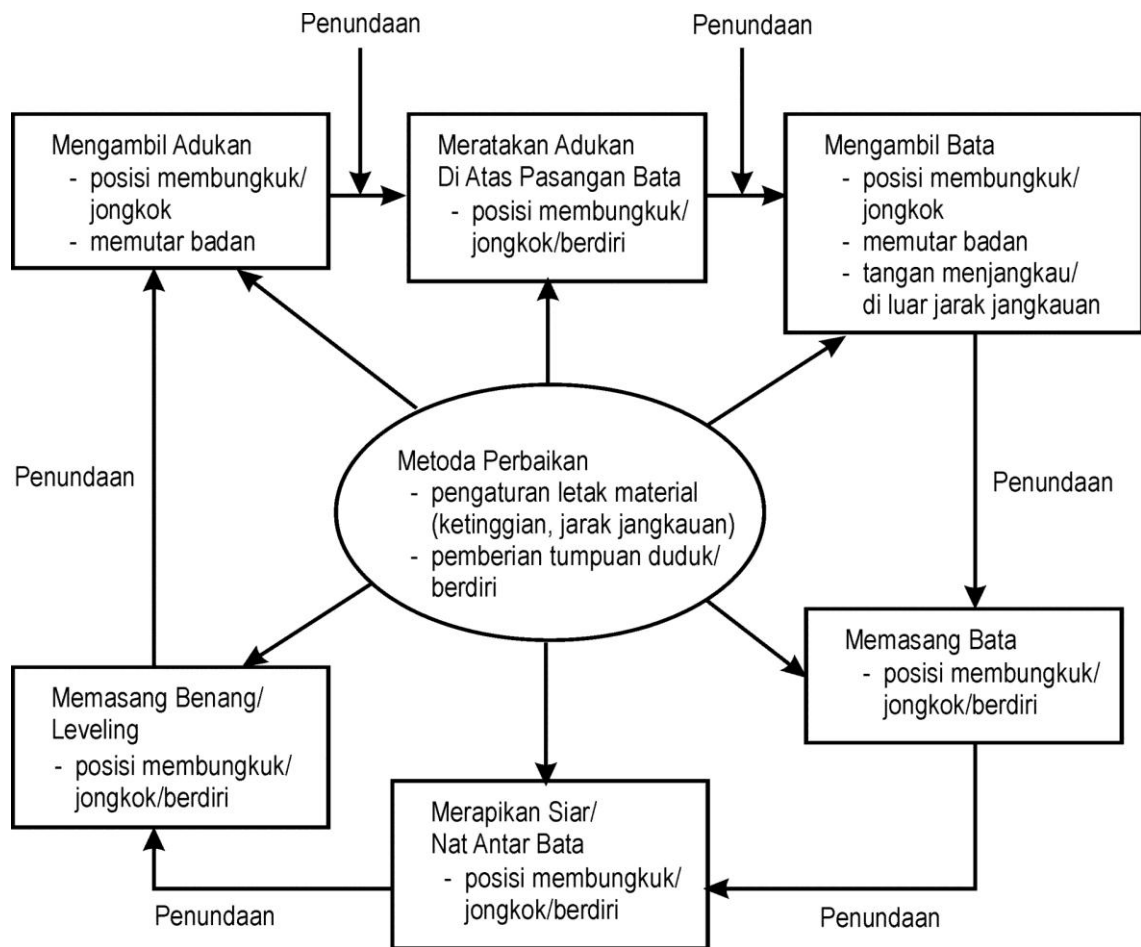 Penundaan
Penundaan
Mengambil Adukan
- posisi membungkuk/
jongkok
- memutar badan
Meratakan Adukan
Di Atas Pasangan Bata
- posisi membungkuk/
jongkok/berdiri
Mengambil Bata
- posisi membungkuk/
jongkok
- memutar badan
- tangan menjangkau/
di luar jarak jangkauan
Metoda Perbaikan
- pengaturan letak material
(ketinggian, jarak jangkauan)
- pemberian tumpuan duduk/
berdiri
Penundaan
Penundaan
Memasang Bata
- posisi membungkuk/
jongkok/berdiri
Memasang Benang/
Leveling
- posisi membungkuk/
jongkok/berdiri
Merapikan Siar/
Nat Antar Bata
- posisi membungkuk/
jongkok/berdiri
Penundaan
Penundaan